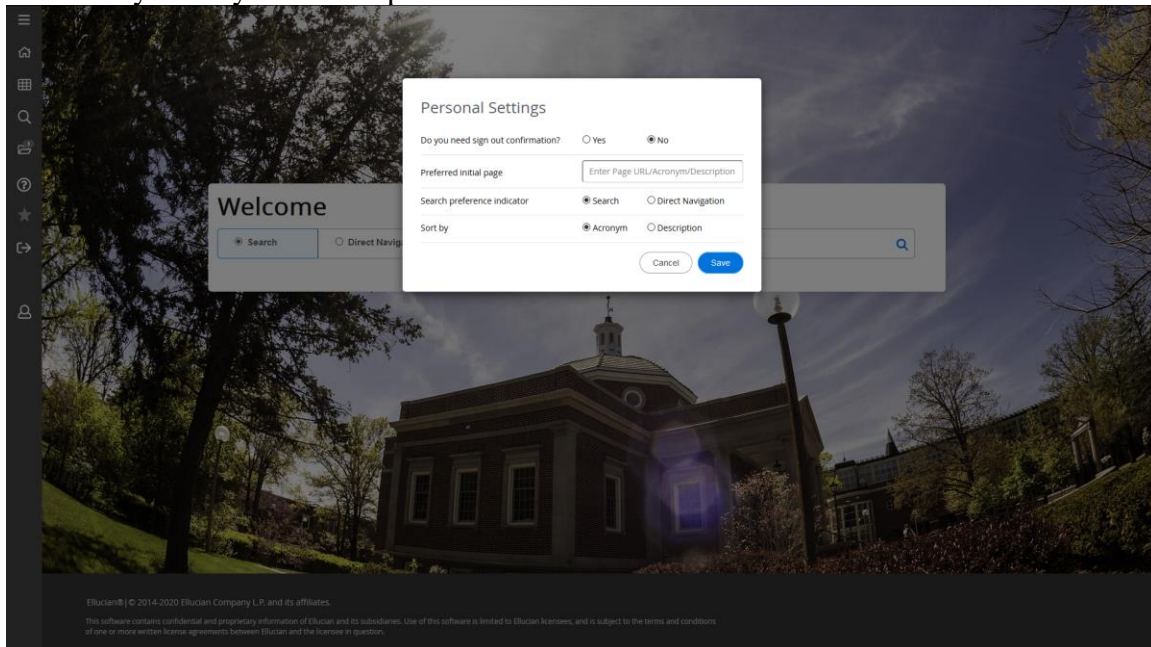 Personal Settings
Do you need sign out confirmation? Yes No
Preferred initial page Enter Page URL/Acronym/Description
Search preference indicator Search Direct Navigation
Sort by Acronym Description
Cancel Save
Welcome
Search Direct Navig
Ellucian®|© 2014-2020 Ellucian Company L.P. and its affiliates.
This software contains confidential and proprietary information of Ellucian and its subsidiaries. Use of this software is limited to Ellucian licensees, and is subject to the terms and conditions
of one or more written license agreements between Ellucian and the licensee in question.